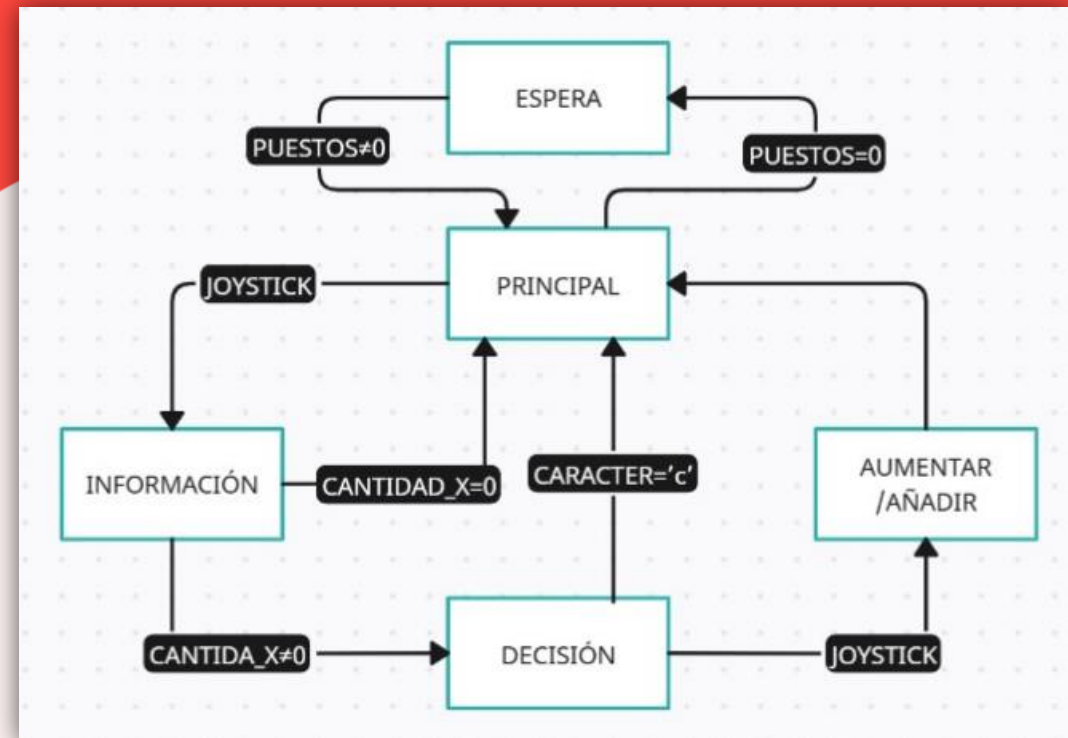 ESPERA
PUESTOS≠0
PUESTOS=0
PRINCIPAL
JOYSTICK
INFORMACIÓN
CANTIDAD_X=0
CARACTER='c'
AUMENTAR
/AÑADIR
CANTIDA_X≠0
DECISIÓN
JOYSTICK